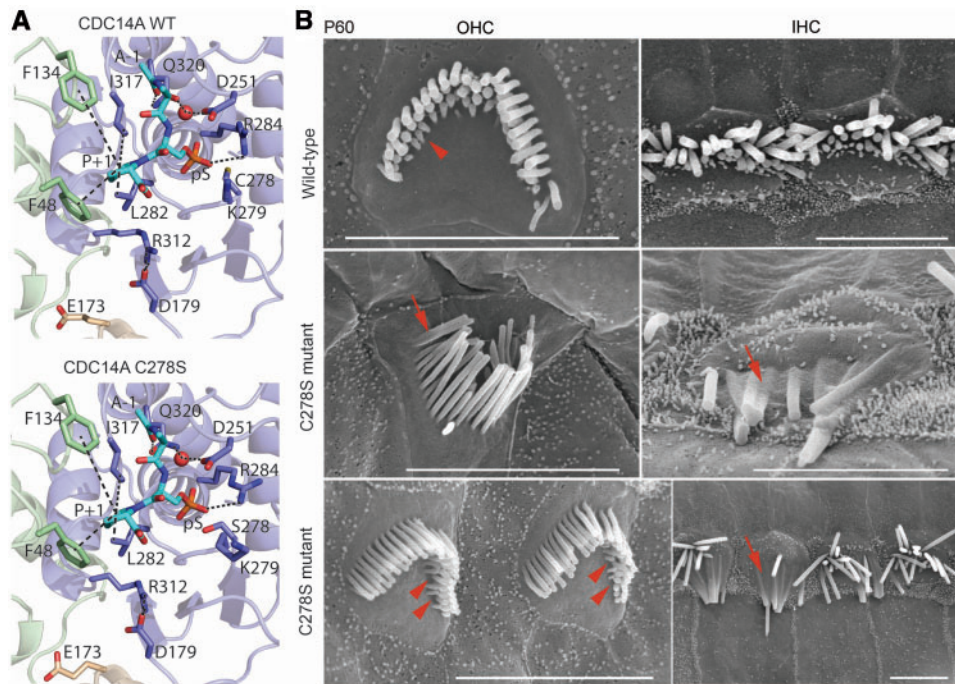 A
CDC14A WT
F134
A-1
Q320
I317
D251
R284
P+1
pS
C278
F48
L282
K279
R312
E173
D179
CDC14A C278S
F134
A-1
Q320
I317
D251
R284
P+1
pS
S278
F48
L282
K279
R312
E173
D179
B
P60
OHC
IHC
Wild-type
C278S mutant
C278S mutant